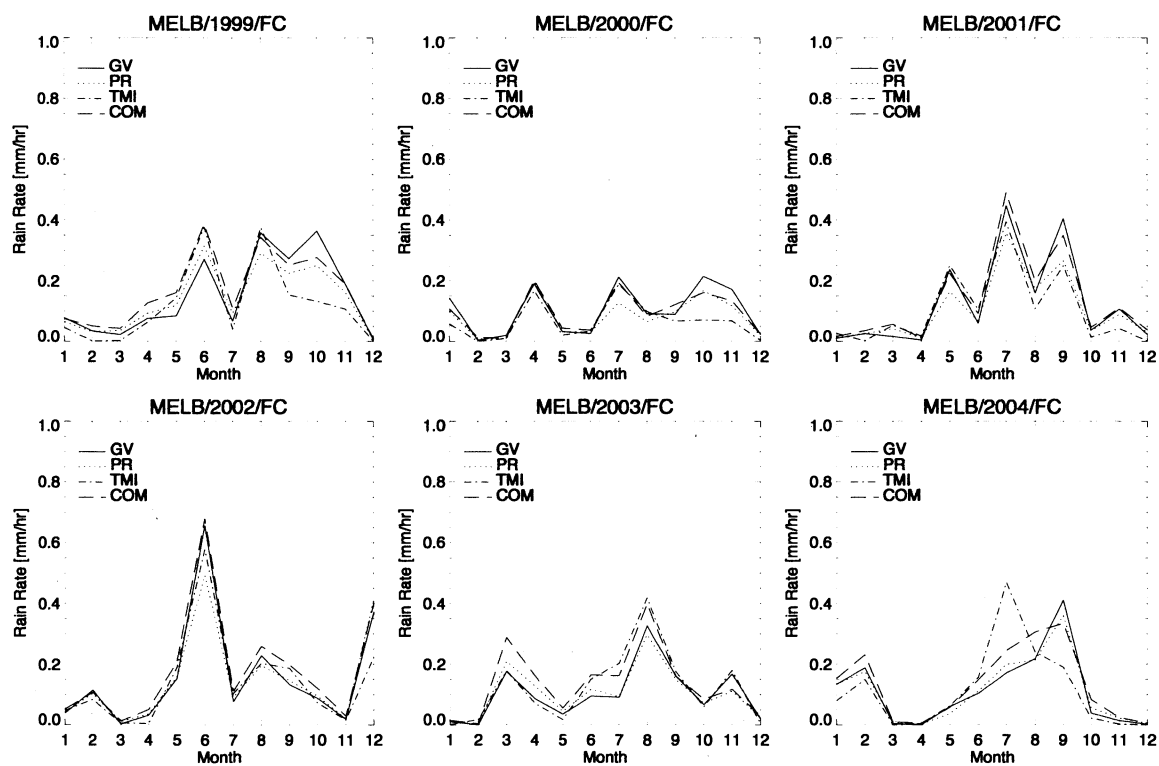 MELB/1999/FC
1.0
0.8
0.6
0.4
0.2
0.0
Rain Rate [mm/hr]
GV
PR
TMI
COM
1 2 3 4 5 6 7 8 9 10 11 12
Month
MELB/2000/FC
1.0
0.8
0.6
0.4
0.2
0.0
Rain Rate [mm/hr]
GV
PR
TMI
COM
1 2 3 4 5 6 7 8 9 10 11 12
Month
MELB/2001/FC
1.0
0.8
0.6
0.4
0.2
0.0
Rain Rate [mm/hr]
GV
PR
TMI
COM
1 2 3 4 5 6 7 8 9 10 11 12
Month
MELB/2002/FC
1.0
0.8
0.6
0.4
0.2
0.0
Rain Rate [mm/hr]
GV
PR
TMI
COM
1 2 3 4 5 6 7 8 9 10 11 12
Month
MELB/2003/FC
1.0
0.8
0.6
0.4
0.2
0.0
Rain Rate [mm/hr]
GV
PR
TMI
COM
1 2 3 4 5 6 7 8 9 10 11 12
Month
MELB/2004/FC
1.0
0.8
0.6
0.4
0.2
0.0
Rain Rate [mm/hr]
GV
PR
TMI
COM
1 2 3 4 5 6 7 8 9 10 11 12
Month